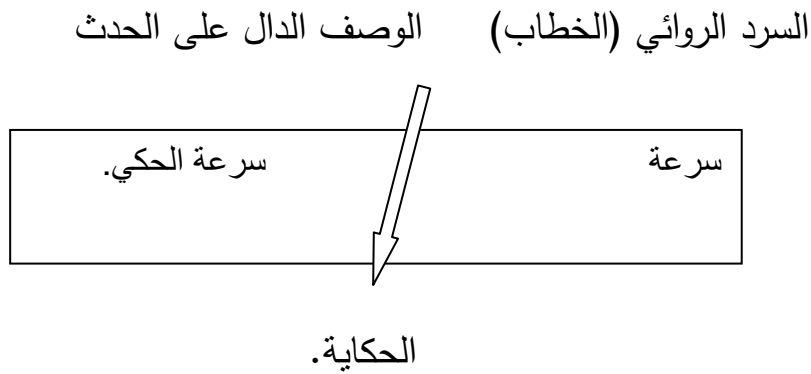 السرد الروائي (الخطاب) الوصف الدال على الحدث
سرعة سرعة الحكي.
الحكاية.